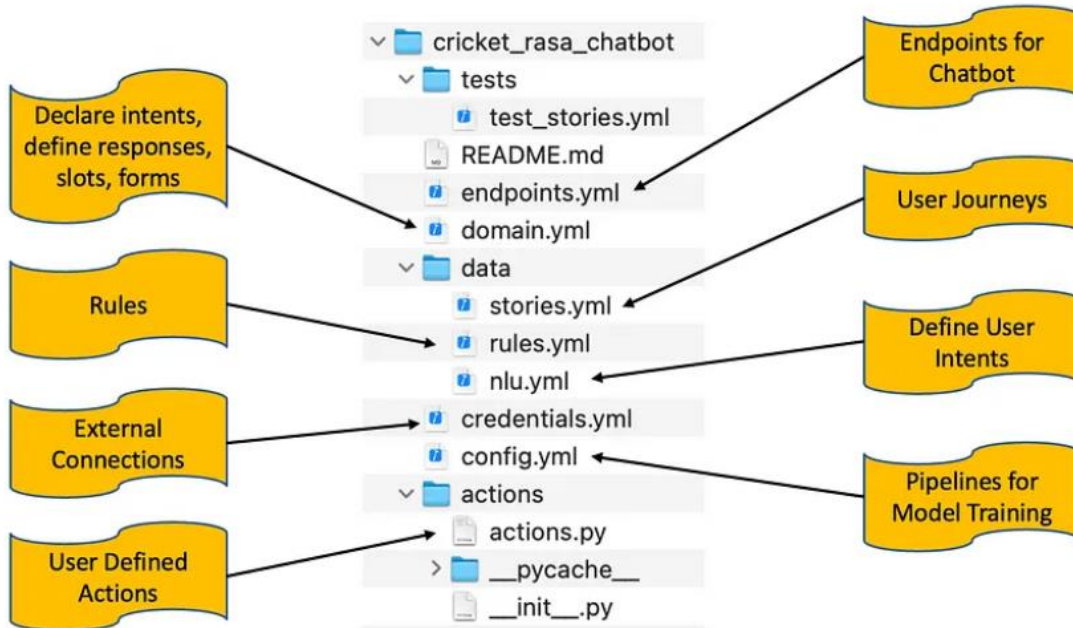 cricket_rasa_chatbot
tests
test_stories.yml
README.md
endpoints.yml
domain.yml
data
stories.yml
rules.yml
nlu.yml
credentials.yml
config.yml
actions
actions.py
__pycache__
__init__.py
Declare intents,
define responses,
slots, forms
Rules
External
Connections
User Defined
Actions
Endpoints for
Chatbot
User Journeys
Define User
Intents
Pipelines for
Model Training